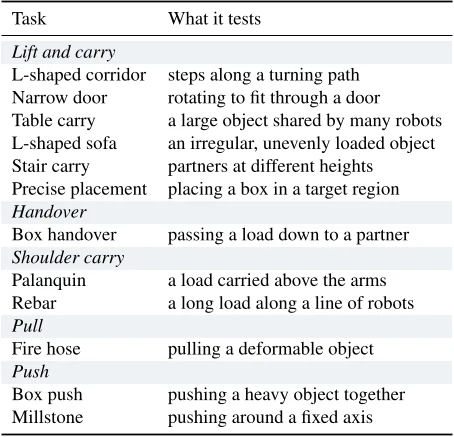 Task What it tests
Lift and carry
L-shaped corridor steps along a turning path
Narrow door rotating to fit through a door
Table carry a large object shared by many robots
L-shaped sofa an irregular, unevenly loaded object
Stair carry partners at different heights
Precise placement placing a box in a target region
Handover
Box handover passing a load down to a partner
Shoulder carry
Palanquin a load carried above the arms
Rebar a long load along a line of robots
Pull
Fire hose pulling a deformable object
Push
Box push pushing a heavy object together
Millstone pushing around a fixed axis